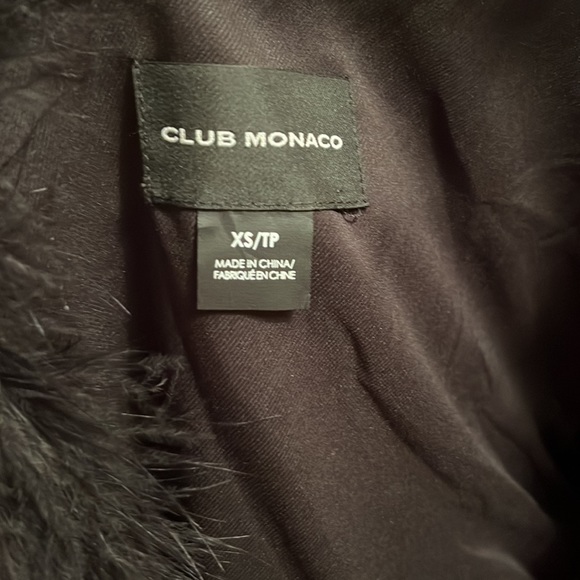 CLUB MONACO
XS/TP
MADE IN CHINA/
FABRIQUÉ EN CHINE